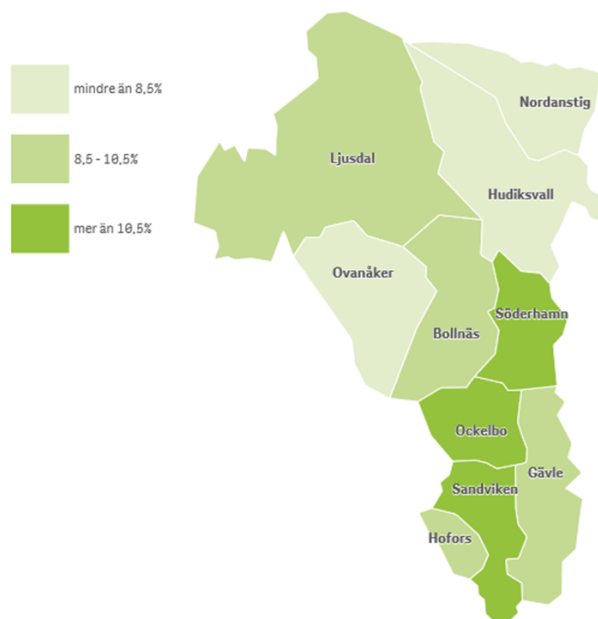 mindre än 8,5%
8,5 - 10,5%
mer än 10,5%
Nordanstig
Ljusdal
Hudiksvall
Ovanåker
Söderhamn
Bollnäs
Ockelbo
Gävle
Sandviken
Hofors